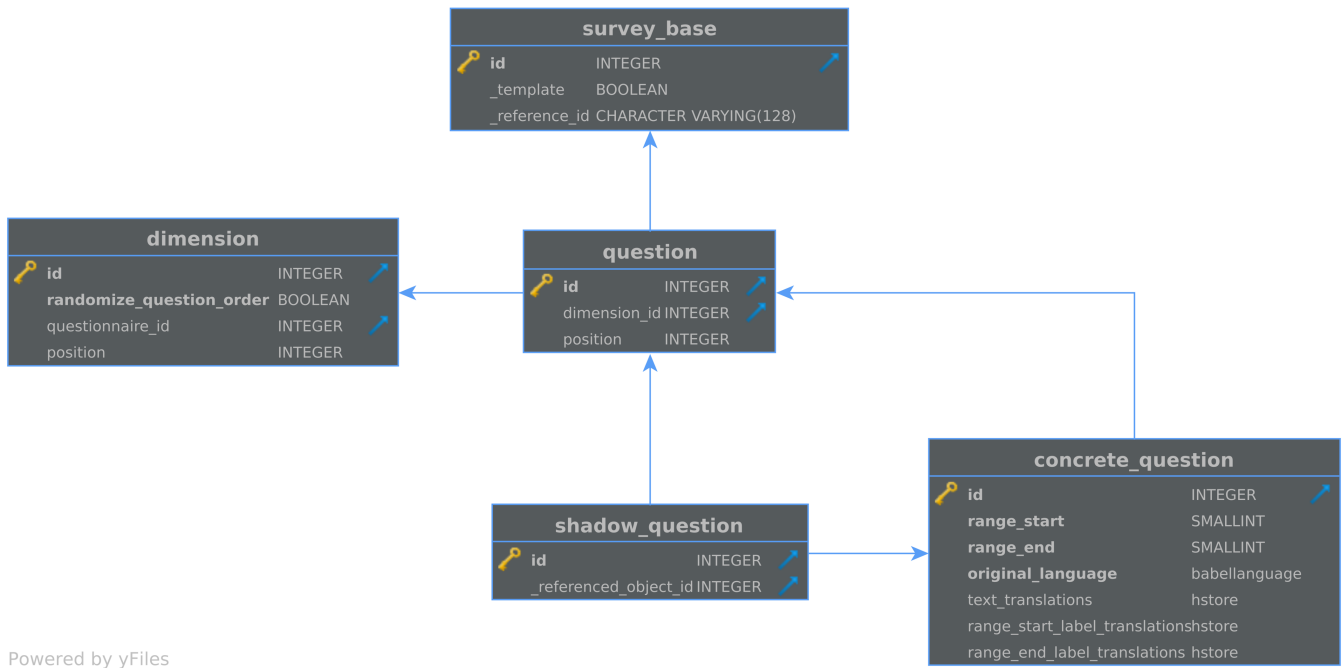 survey_base
id INTEGER
_template BOOLEAN
_reference_id CHARACTER VARYING(128)
dimension
id INTEGER
randomize_question_order BOOLEAN
questionnaire_id INTEGER
position INTEGER
question
id INTEGER
dimension_id INTEGER
position INTEGER
shadow_question
id INTEGER
_referenced_object_id INTEGER
concrete_question
id INTEGER
range_start SMALLINT
range_end SMALLINT
original_language babellanguage
text_translations hstore
range_start_label_translations hstore
range_end_label_translations hstore
Powered by yFiles